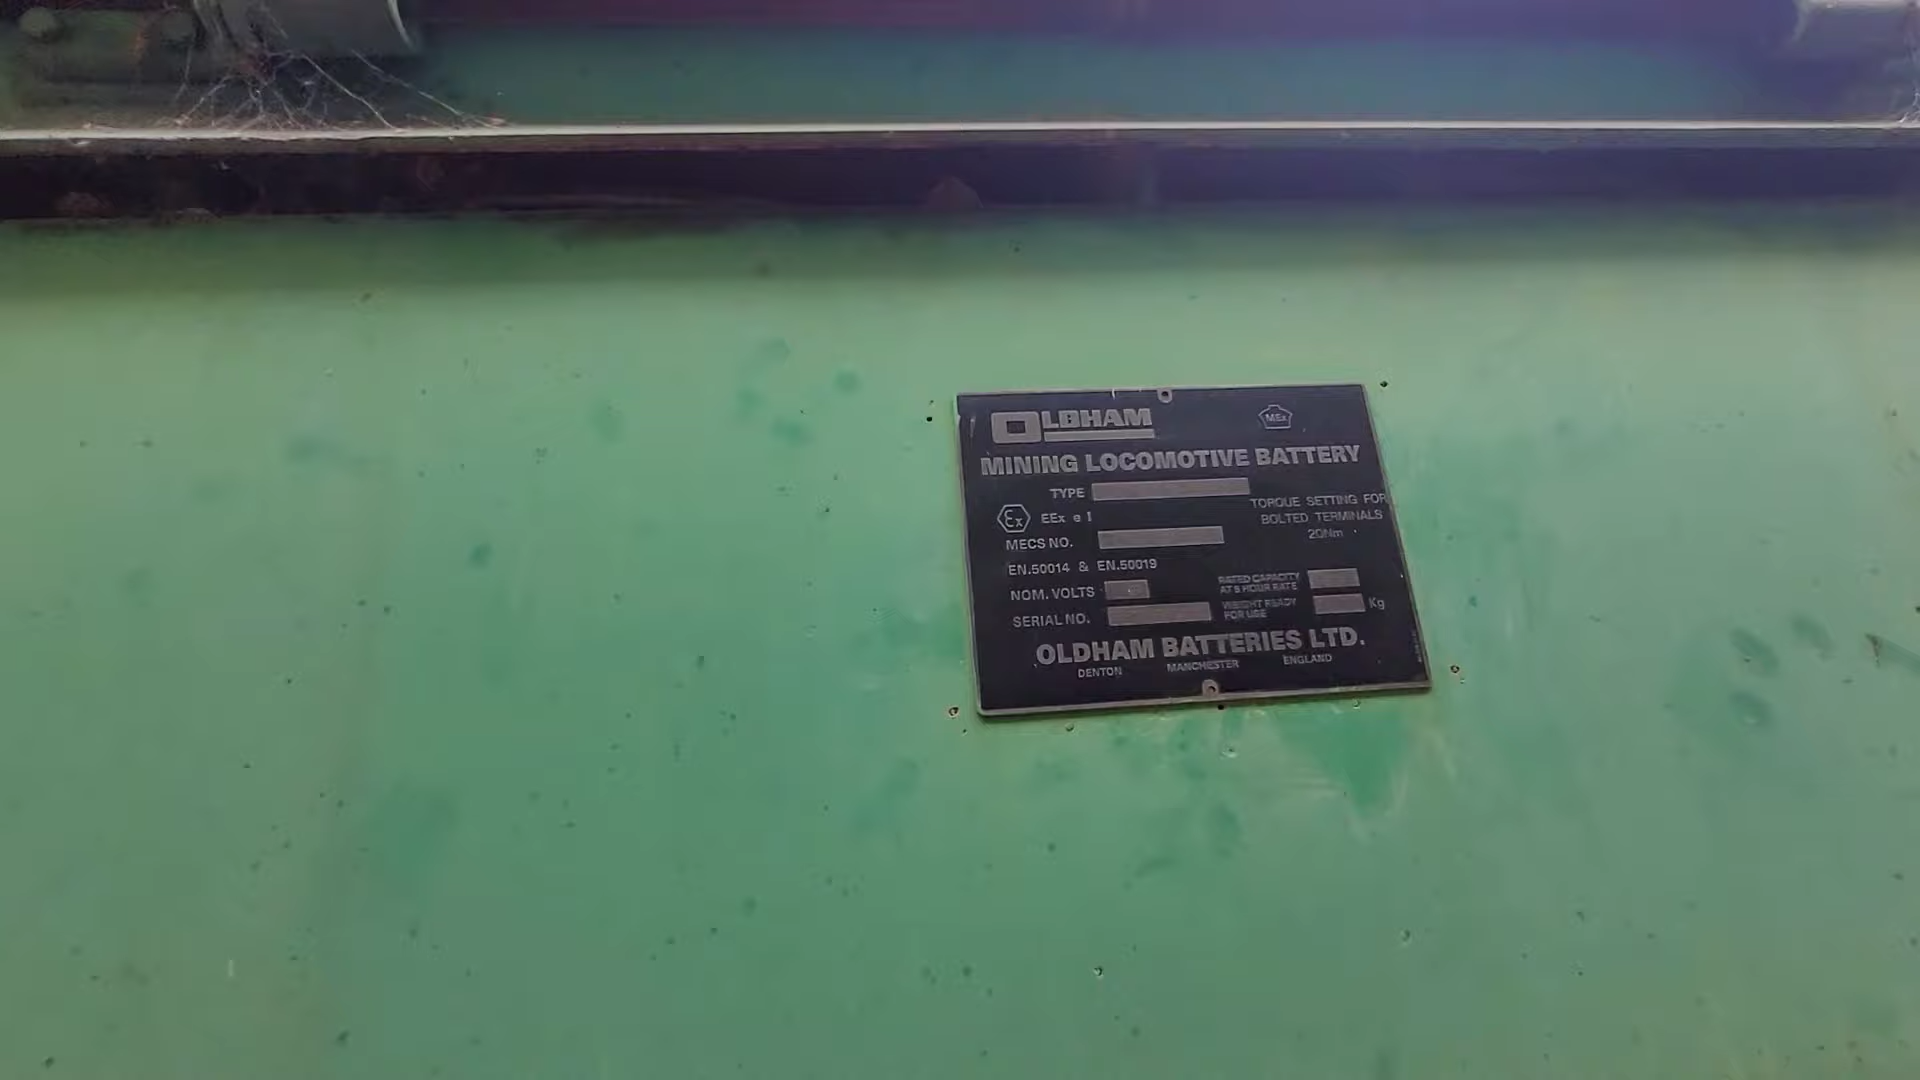 OLDHAM
MEx
MINING LOCOMOTIVE BATTERY
TYPE
TORQUE SETTING FOR
BOLTED TERMINALS
20Nm
Ex EEx e I
MECS NO.
EN.50014 & EN.50019
NOM. VOLTS
RATED CAPACITY
AT 5 HOUR RATE
SERIAL NO.
WEIGHT READY
FOR USE
Kg
OLDHAM BATTERIES LTD.
DENTON MANCHESTER ENGLAND